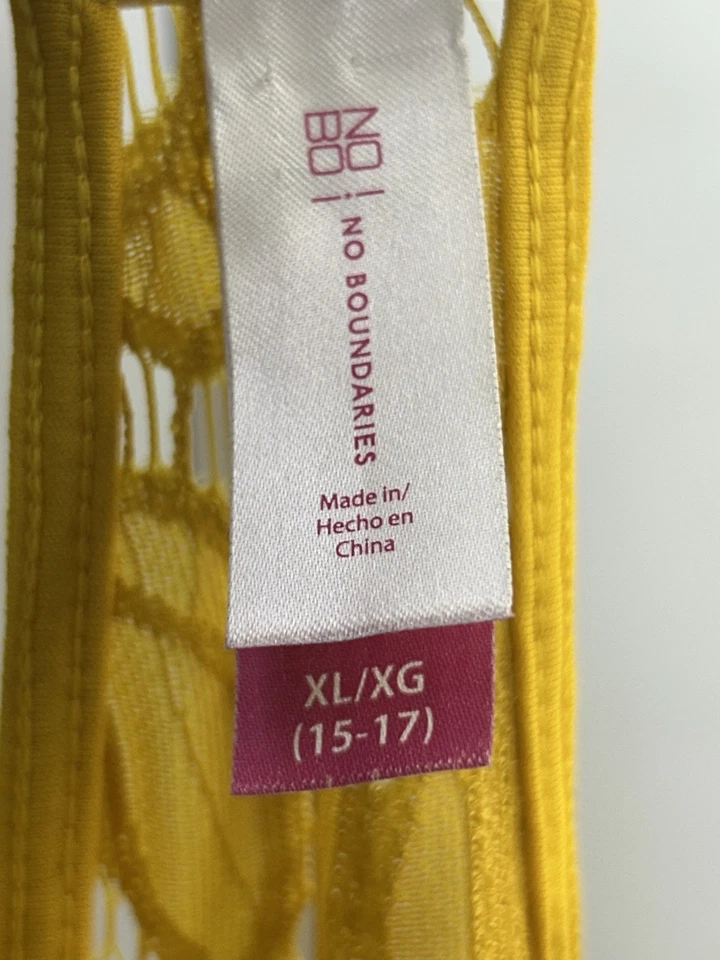 NO
BO
NO BOUNDARIES
Made in/
Hecho en
China
XL/XG
(15-17)